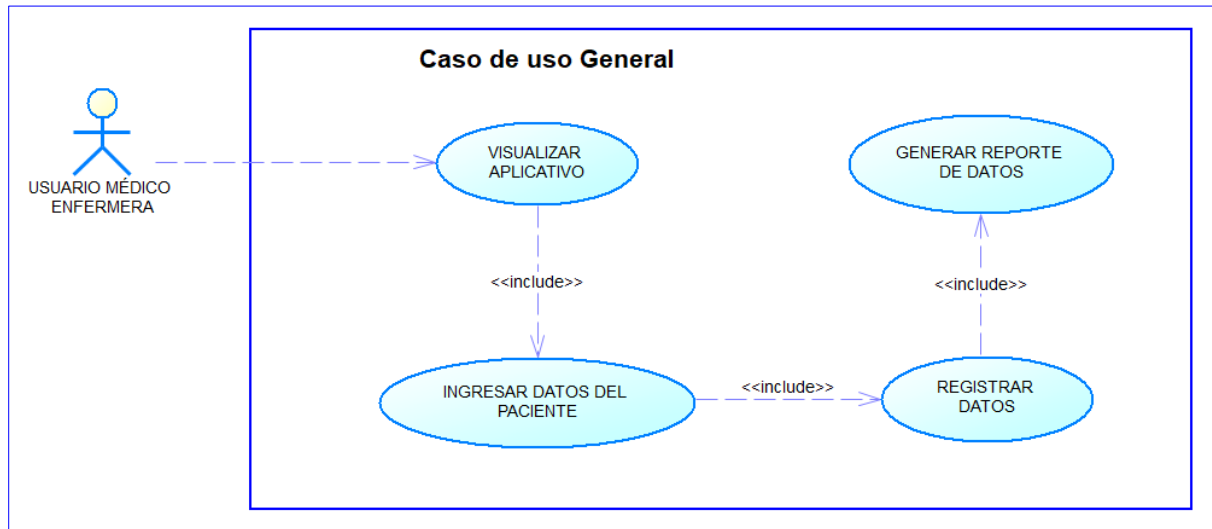 Caso de uso General
USUARIO MÉDICO
ENFERMERA
VISUALIZAR
APLICATIVO
GENERAR REPORTE
DE DATOS
<<include>>
<<include>>
INGRESAR DATOS DEL
PACIENTE
<<include>>
REGISTRAR
DATOS